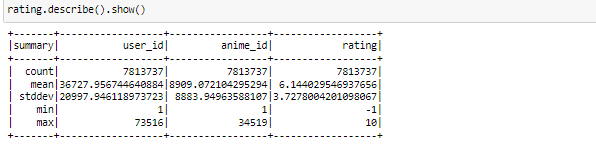 rating.describe().show()
+-------+------------------+-----------------+------------------+
|summary|           user_id|         anime_id|            rating|
+-------+------------------+-----------------+------------------+
|  count|           7813737|          7813737|           7813737|
|   mean|36727.956744640884|8909.072104295294| 6.144029546937656|
| stddev|20997.946118973723| 8883.94963588107|3.7278004201098067|
|    min|                 1|                1|                -1|
|    max|             73516|            34519|                10|
+-------+------------------+-----------------+------------------+